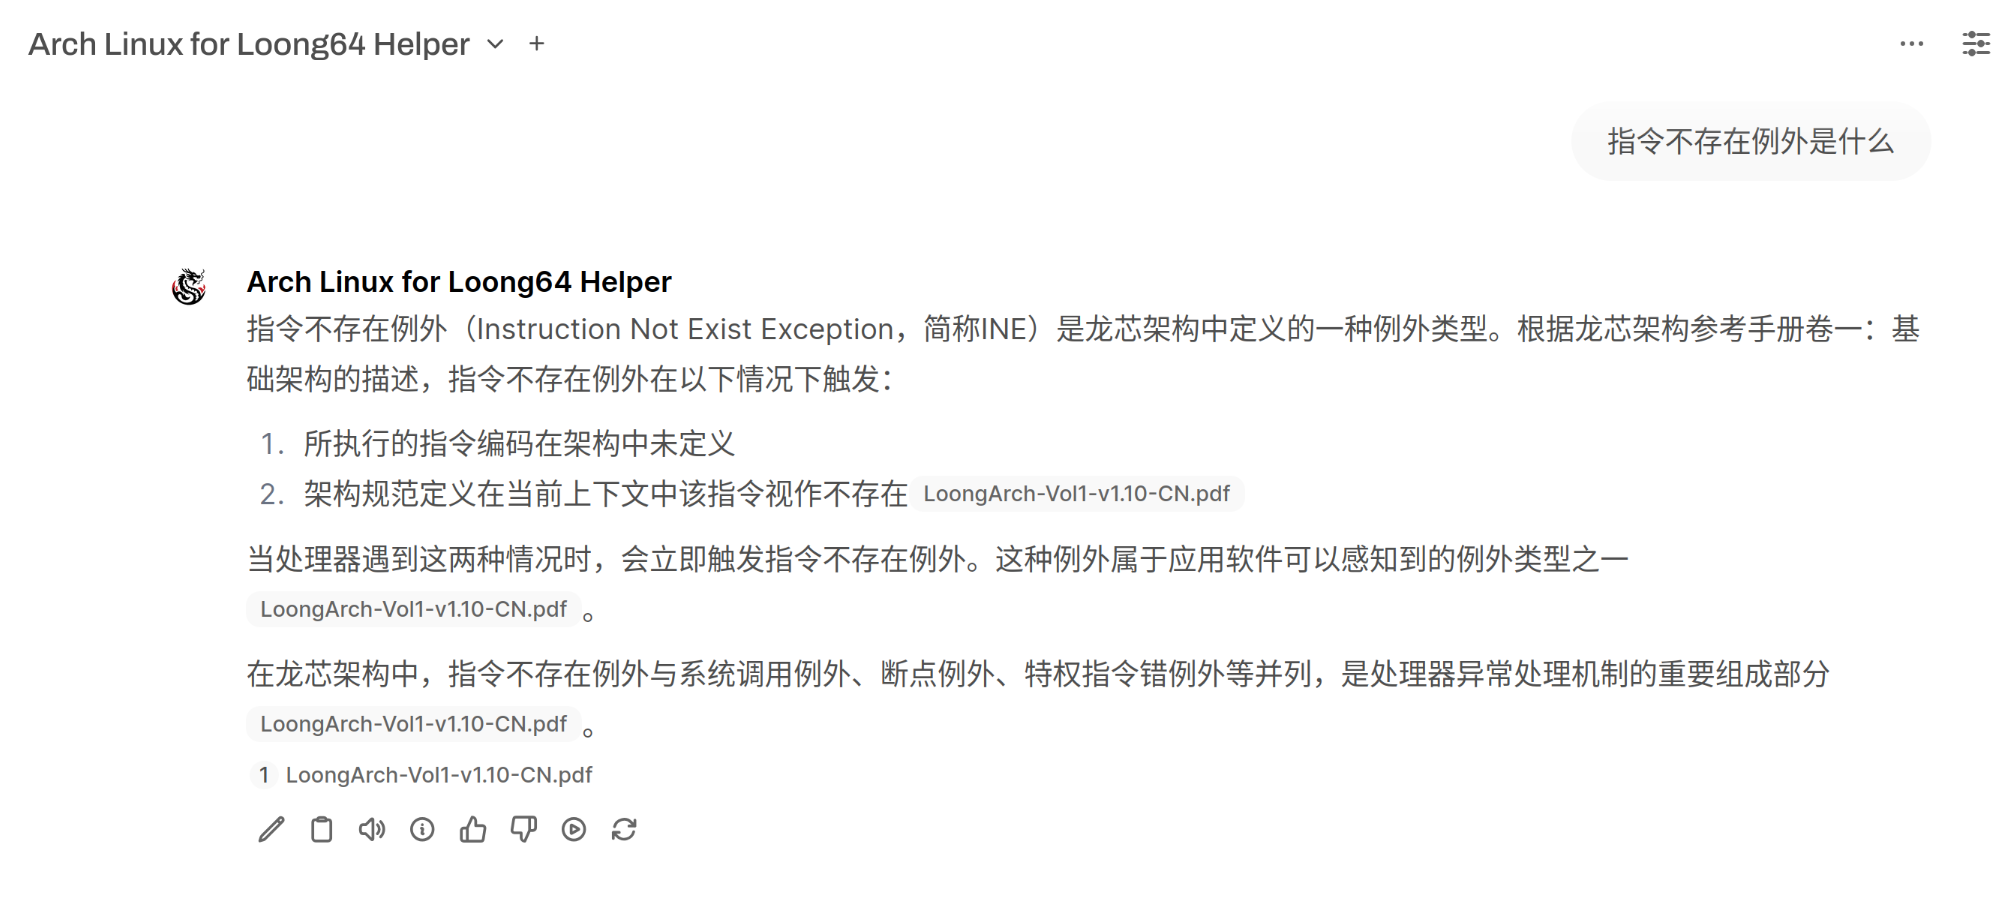 Arch Linux for Loong64 Helper
指令不存在例外是什么
Arch Linux for Loong64 Helper
指令不存在例外（Instruction Not Exist Exception，简称INE）是龙芯架构中定义的一种例外类型。根据龙芯架构参考手册卷一：基
础架构的描述，指令不存在例外在以下情况下触发：
1. 所执行的指令编码在架构中未定义
2. 架构规范定义在当前上下文中该指令视作不存在 LoongArch-Vol1-v1.10-CN.pdf
当处理器遇到这两种情况时，会立即触发指令不存在例外。这种例外属于应用软件可以感知到的例外类型之一
LoongArch-Vol1-v1.10-CN.pdf 。
在龙芯架构中，指令不存在例外与系统调用例外、断点例外、特权指令错例外等并列，是处理器异常处理机制的重要组成部分
LoongArch-Vol1-v1.10-CN.pdf 。
1 LoongArch-Vol1-v1.10-CN.pdf